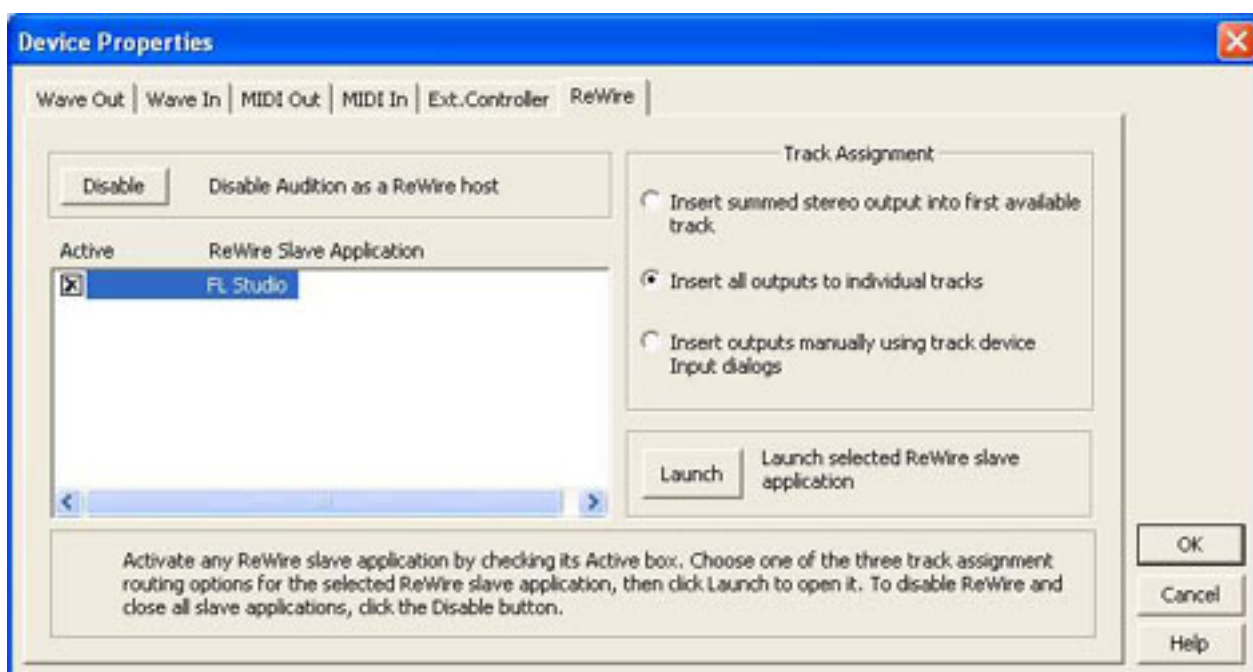 Device Properties
Wave Out | Wave In | MIDI Out | MIDI In | Ext.Controller | ReWire
Disable
Disable Audition as a ReWire host
Active
ReWire Slave Application
FL Studio
Track Assignment
Insert summed stereo output into first available
track
Insert all outputs to individual tracks
Insert outputs manually using track device
Input dialogs
Launch
Launch selected ReWire slave
application
Activate any ReWire slave application by checking its Active box. Choose one of the three track assignment
routing options for the selected ReWire slave application, then click Launch to open it. To disable ReWire and
close all slave applications, click the Disable button.
OK
Cancel
Help